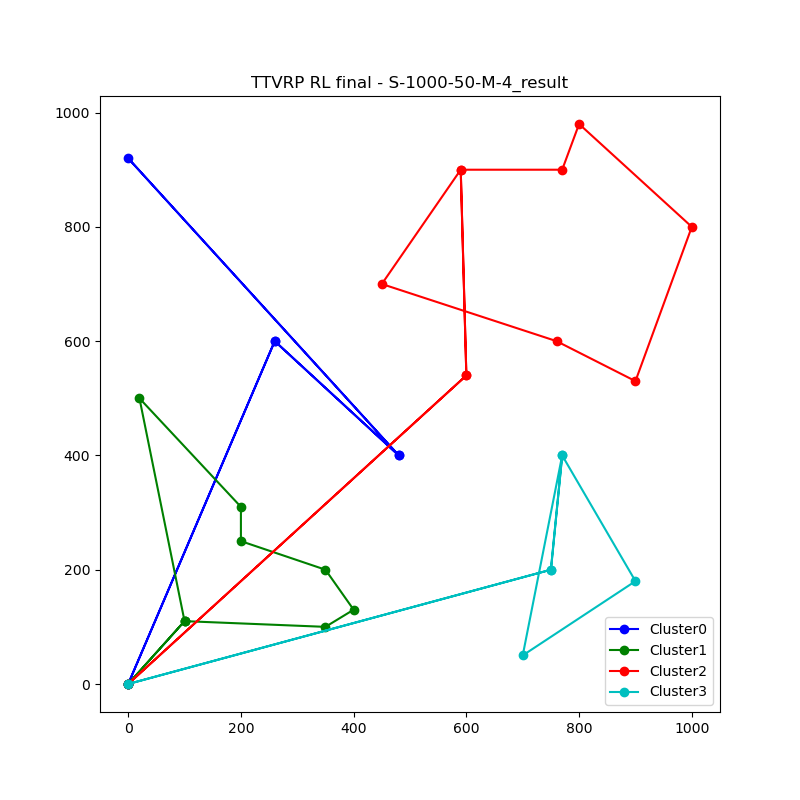 TTVRP RL final - S-1000-50-M-4_result
1000
800
600
400
200
0
0 200 400 600 800 1000
Cluster0
Cluster1
Cluster2
Cluster3